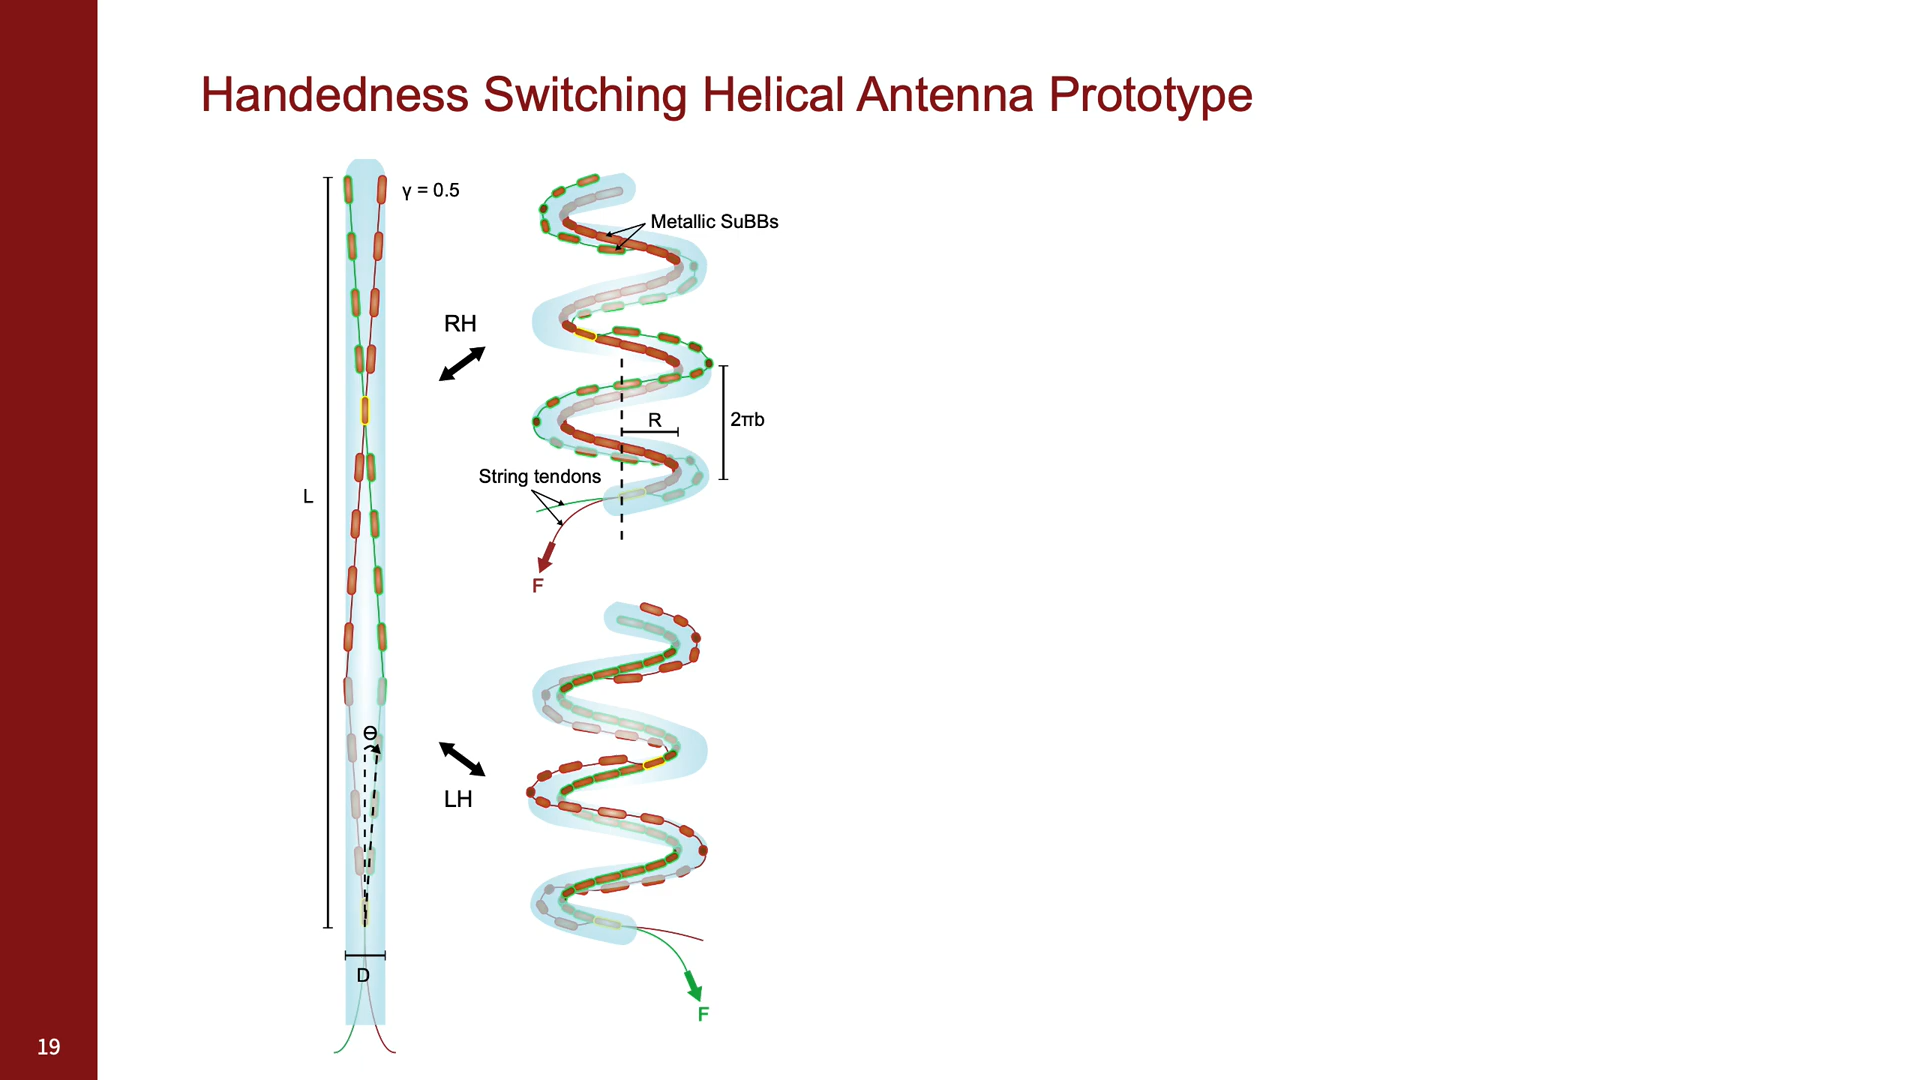 Handedness Switching Helical Antenna Prototype
γ = 0.5
Metallic SuBBs
RH
R
2πb
String tendons
L
F
Θ
LH
D
F
19